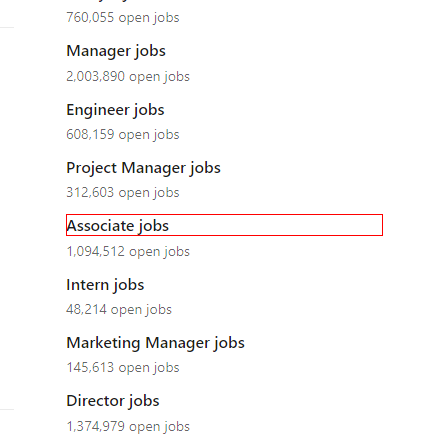 760,055 open jobs
Manager jobs
2,003,890 open jobs
Engineer jobs
608,159 open jobs
Project Manager jobs
312,603 open jobs
Associate jobs
1,094,512 open jobs
Intern jobs
48,214 open jobs
Marketing Manager jobs
145,613 open jobs
Director jobs
1,374,979 open jobs